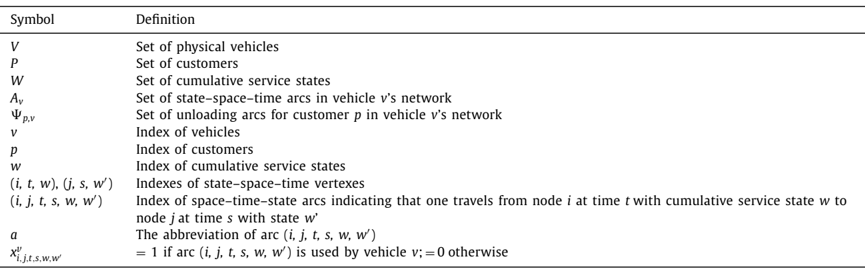 Symbol Definition
V Set of physical vehicles
P Set of customers
W Set of cumulative service states
A_v Set of state–space–time arcs in vehicle v's network
Ψ_{p,v} Set of unloading arcs for customer p in vehicle v's network
v Index of vehicles
p Index of customers
w Index of cumulative service states
(i, t, w), (j, s, w′) Indexes of state–space–time vertexes
(i, j, t, s, w, w′) Index of space–time–state arcs indicating that one travels from node i at time t with cumulative service state w to
node j at time s with state w'
a The abbreviation of arc (i, j, t, s, w, w′)
x^v_{i,j,t,s,w,w′} = 1 if arc (i, j, t, s, w, w′) is used by vehicle v; = 0 otherwise